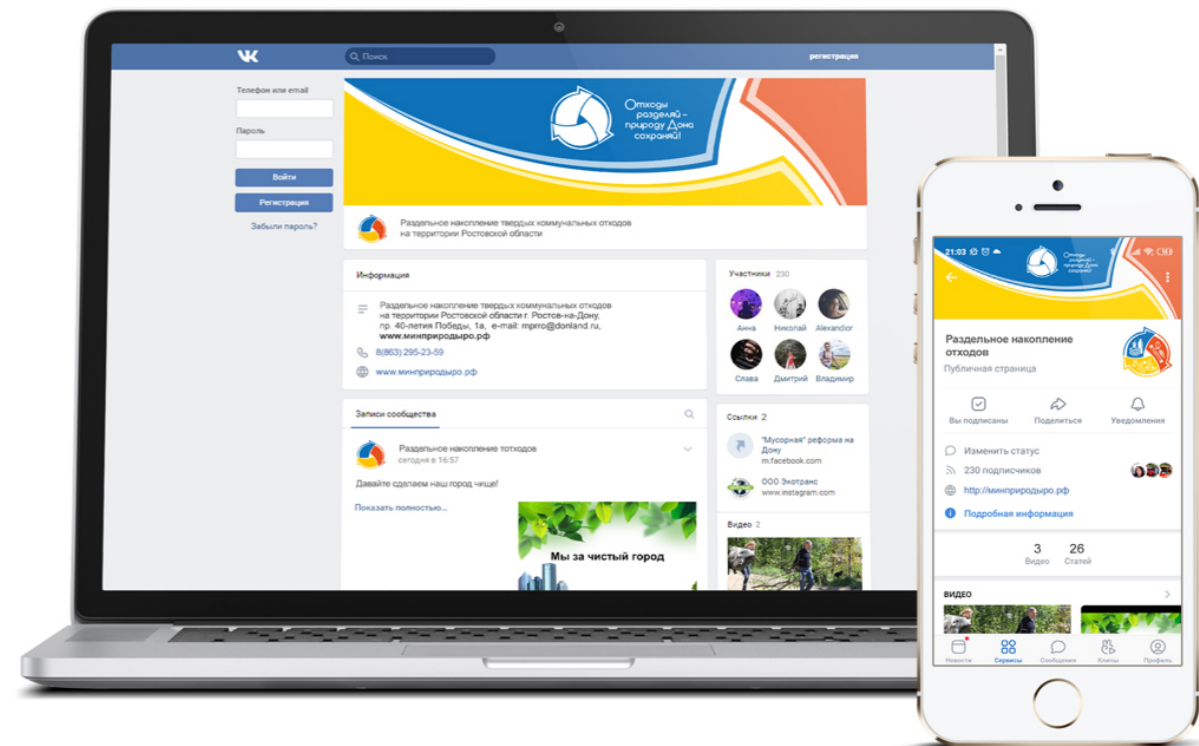 Поиск
регистрация
Телефон или email
Пароль
Войти
Регистрация
Забыли пароль?
Отходы
разделяй –
природу Дона
сохраняй!
Раздельное накопление твердых коммунальных отходов
на территории Ростовской области
Информация
Раздельное накопление твердых коммунальных отходов
на территории Ростовской области г. Ростов-на-Дону,
пр. 40-летия Победы, 1а, e-mail: mprro@donland.ru,
www.минприродыро.рф
8(863) 295-23-59
www.минприродыро.рф
Участники 230
Анна Николай Alexandior
Слава Дмитрий Владимир
Записи сообщества
Раздельное накопление тотходов
сегодня в 16:57
Давайте сделаем наш город чище!
Показать полностью...
Мы за чистый город
Ссылки 2
"Мусорная" реформа на
Дону
m.facebook.com
ООО Экотранс
www.instagram.com
Видео 2
21:03
Отходы
разделяй –
природу Дона
сохраняй!
Раздельное накопление
отходов
Публичная страница
Вы подписаны Поделиться Уведомления
Изменить статус
230 подписчиков
http://минприродыро.рф
Подробная информация
3 26
Видео Статей
ВИДЕО
Новости Сервисы Сообщения Клипы Профиль